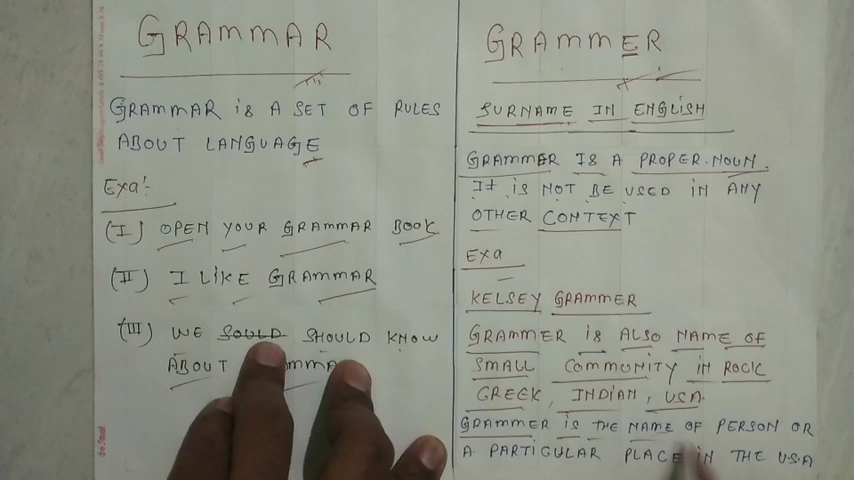 GRAMMAR
GRAMMAR is A SET OF RULES
ABOUT LANGUAGE
Exa:
(I) OPEN YOUR GRAMMAR BOOK
(II) I LIKE GRAMMAR
(III) WE SOULD SHOULD KNOW
ABOUT
GRAMMER
SURNAME IN ENGLISH
GRAMMER IS A PROPER NOUN.
It is NOT BE USED IN ANY
OTHER CONTEXT
EXA
KELSEY GRAMMER
GRAMMER is ALSO NAME OF
SMALL COMMUNITY iN ROCK
GREEK, INDiAN, USA.
GRAMMER iS THE NAME OF PERSON OR
A PARTIGULAR PLACE iN THE U.S.A